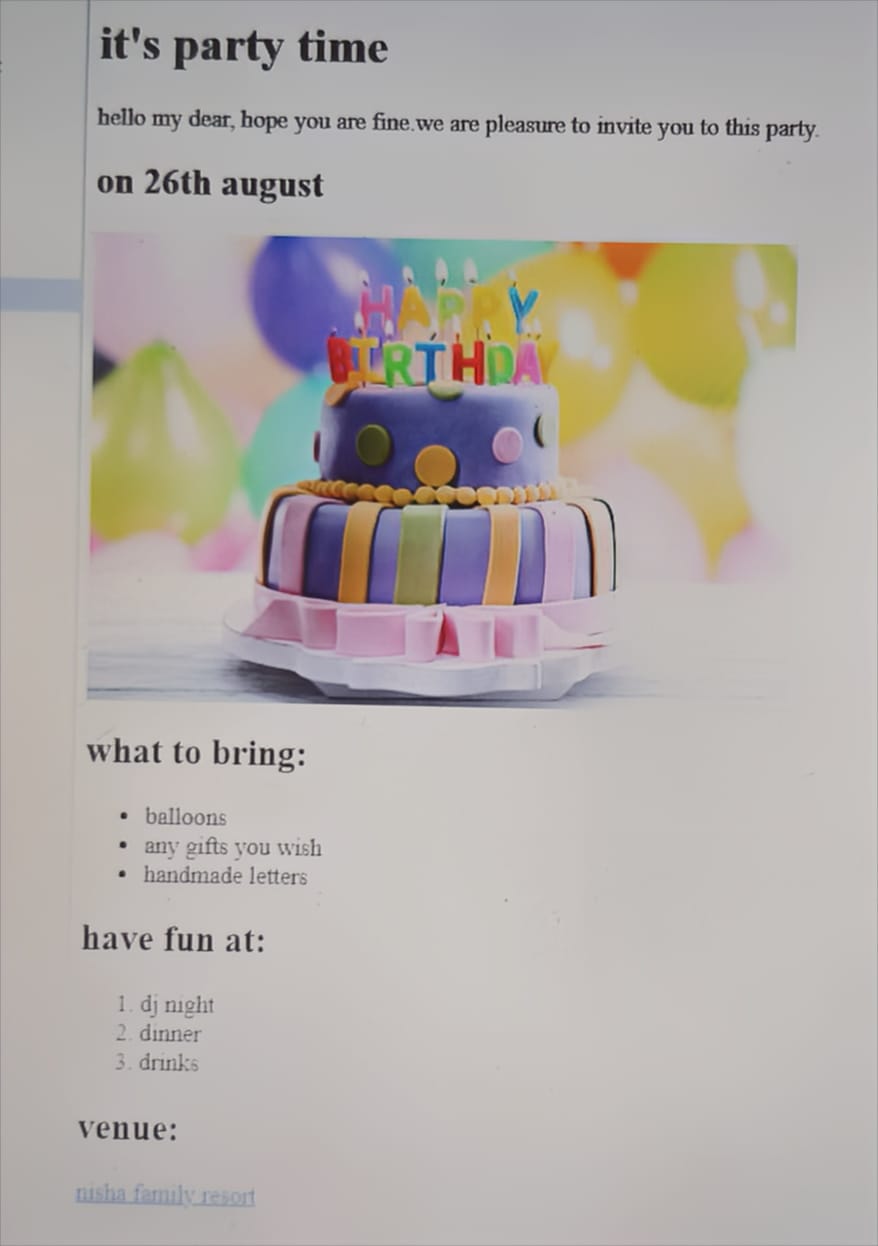 it's party time
hello my dear, hope you are fine.we are pleasure to invite you to this party.
on 26th august
HAPPY
BIRTHDAY
what to bring:
• balloons
• any gifts you wish
• handmade letters
have fun at:
1. dj night
2. dinner
3. drinks
venue:
nisha family resort